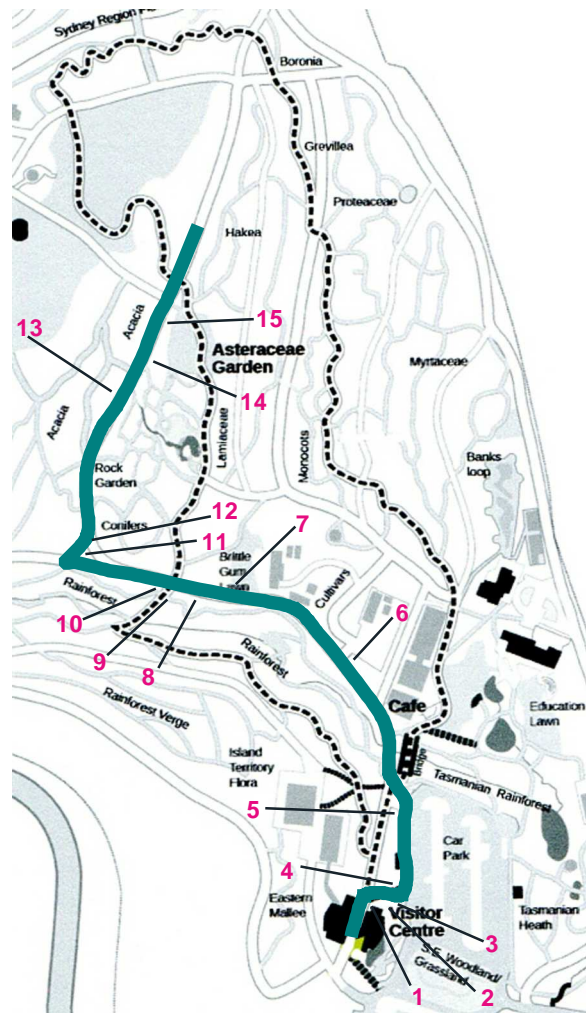 Sydney Region
Boronia
Grevillea
Proteaceae
Hakea
Acacia
15
13
Asteraceae
Garden
Myrtaceae
14
Acacia
Lamiaceae
Monocots
Banks
loop
Rock
Garden
12
7
Conifers
11
Brittle
Gum
Lawn
Cultivars
Rainforest
10
6
9
8
Rainforest
Rainforest Verge
Cafe
Education
Lawn
Island
Territory
Flora
Bridge
Tasmanian Rainforest
5
Car
Park
4
Eastern
Mallee
Visitor
Centre
3
Tasmanian
Heath
S.E. Woodland/
Grassland
1
2